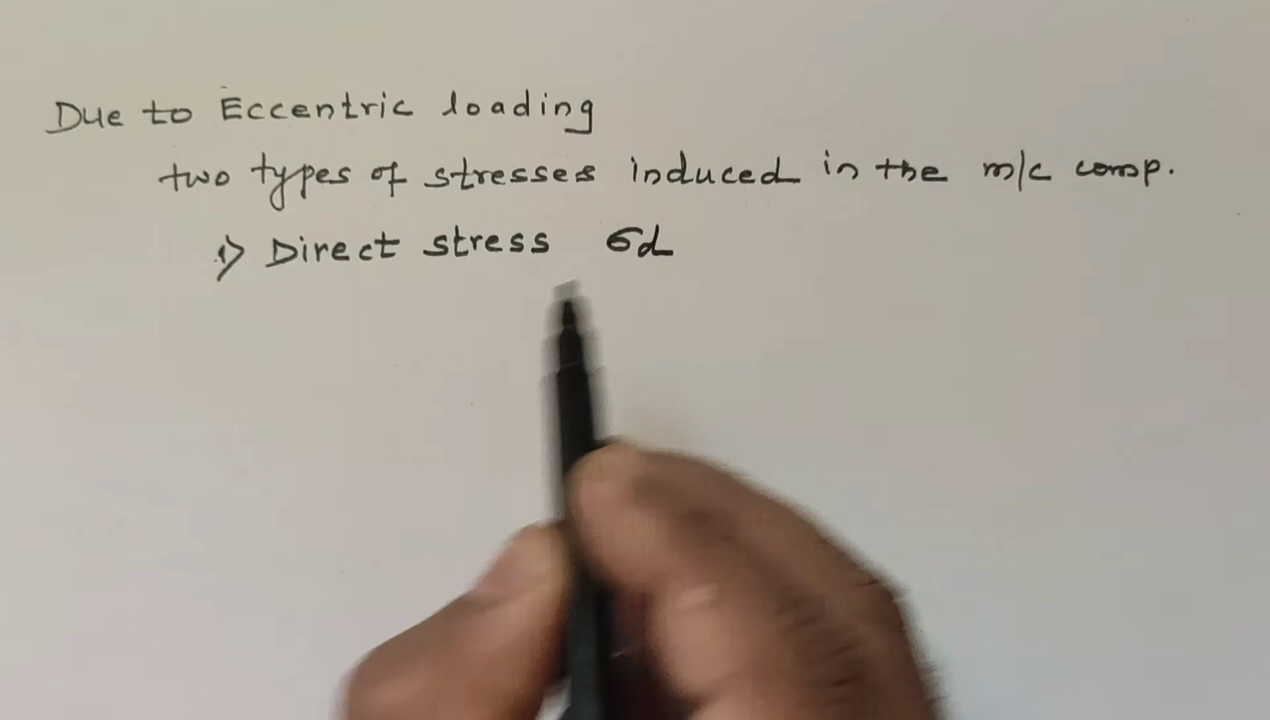 Due to Eccentric loading
two types of stresses induced in the m/c comp.
1) Direct stress σd